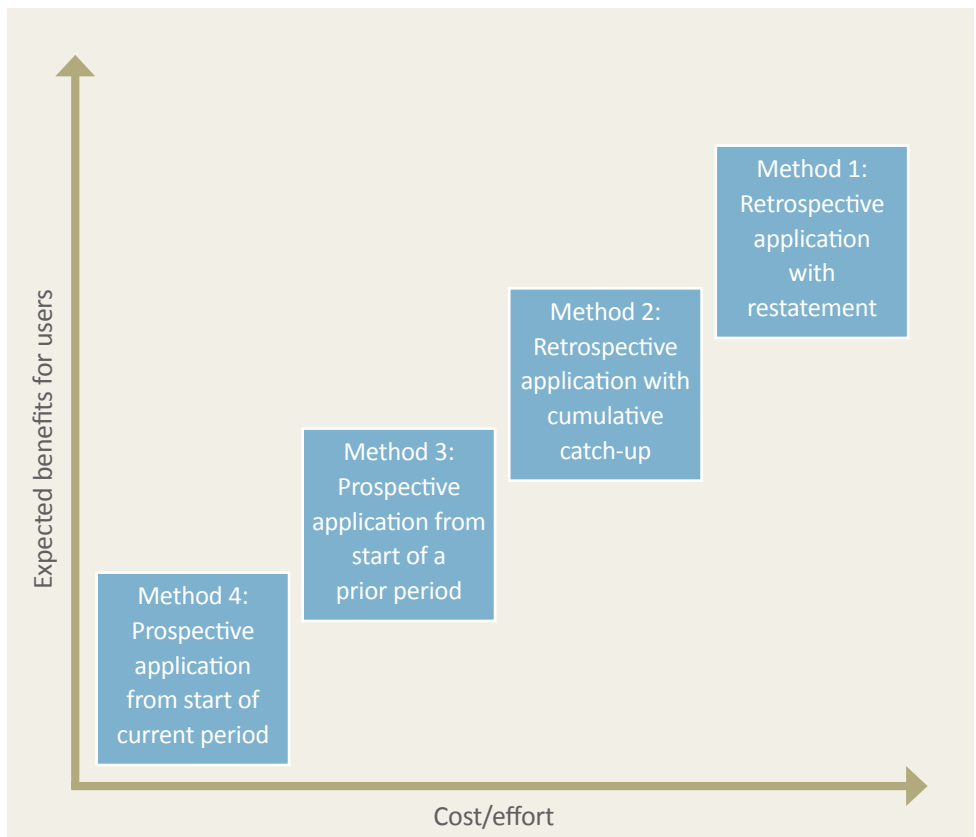 Expected benefits for users
Method 1:
Retrospective
application
with
restatement
Method 2:
Retrospective
application with
cumulative
catch-up
Method 3:
Prospective
application from
start of a
prior period
Method 4:
Prospective
application
from start of
current period
Cost/effort